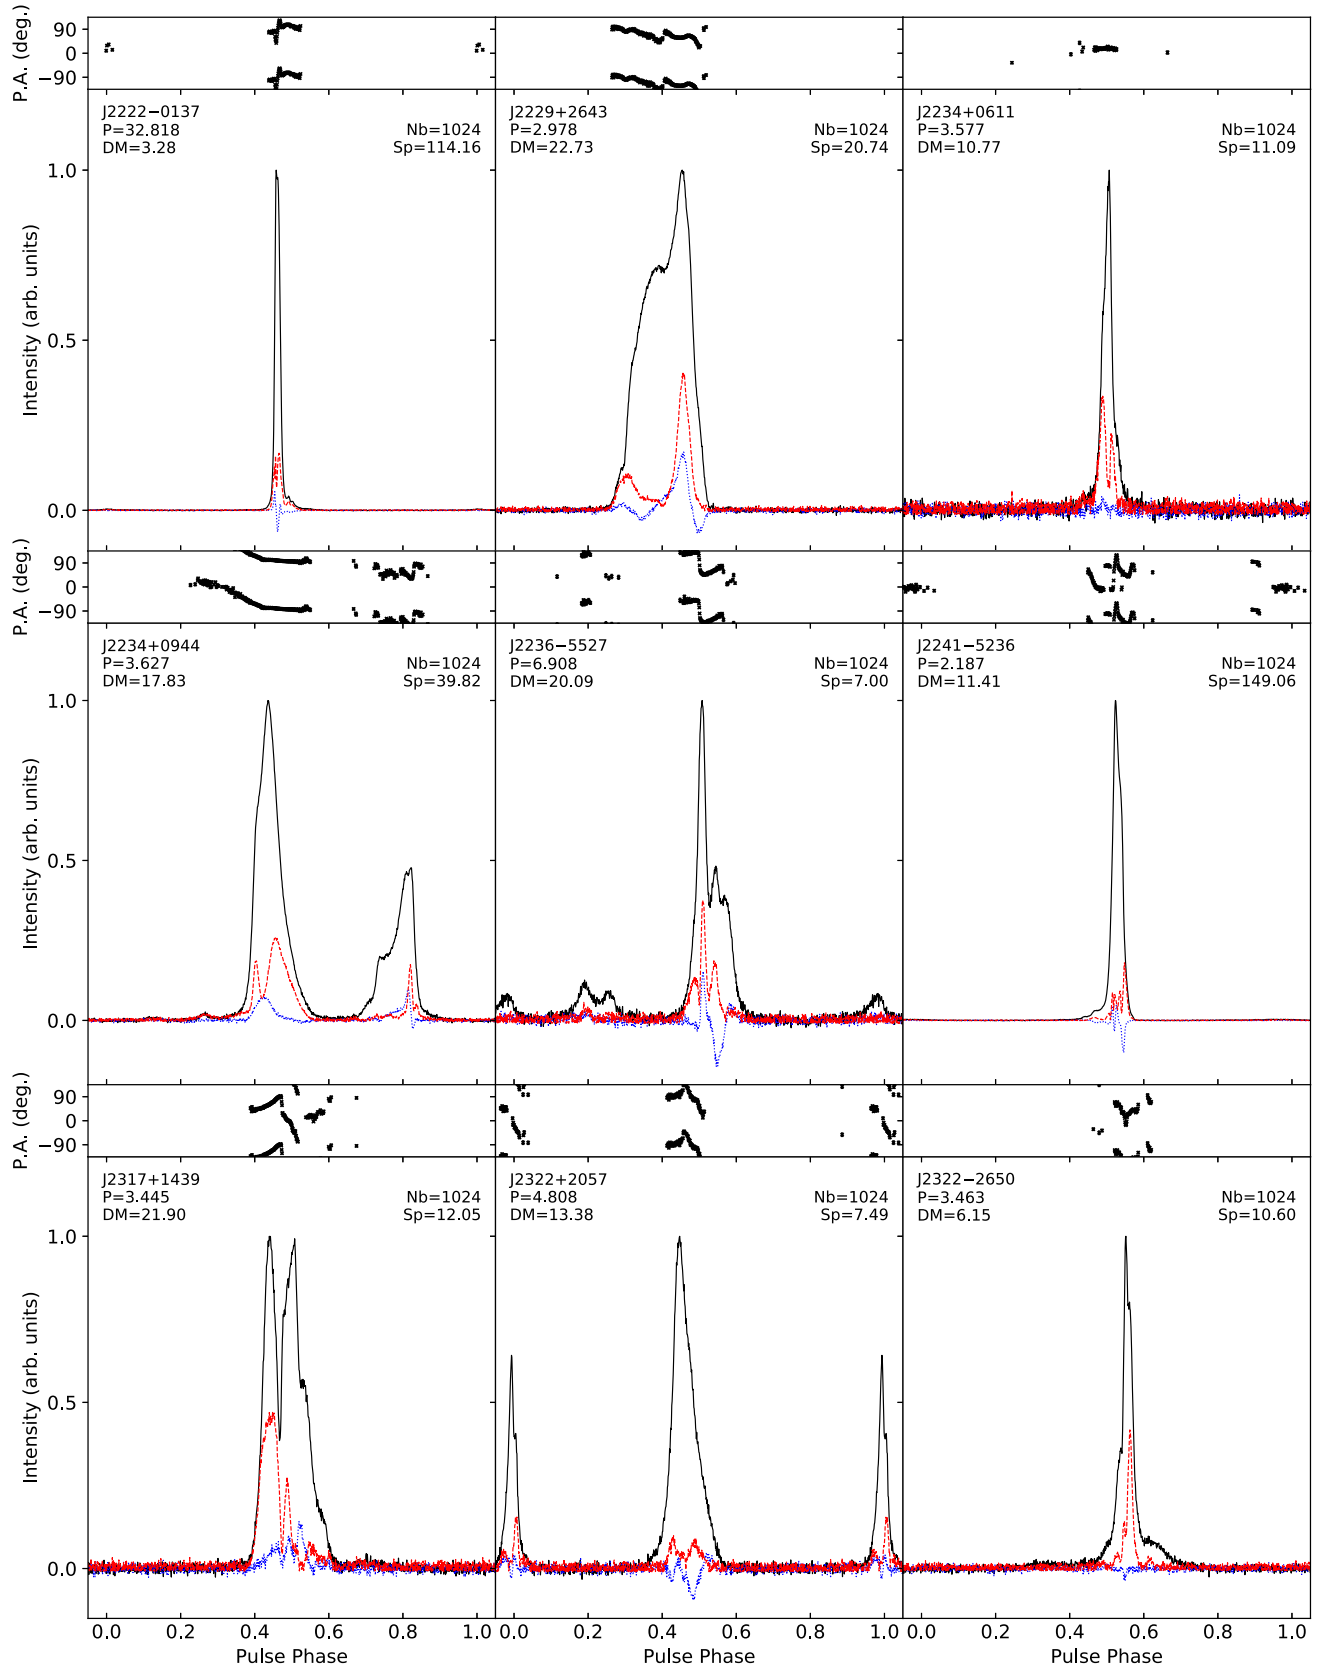 P.A. (deg.)
90
0
−90
J2222−0137
P=32.818
DM=3.28
Nb=1024
Sp=114.16
J2229+2643
P=2.978
DM=22.73
Nb=1024
Sp=20.74
J2234+0611
P=3.577
DM=10.77
Nb=1024
Sp=11.09
Intensity (arb. units)
1.0
0.5
0.0
P.A. (deg.)
90
0
−90
J2234+0944
P=3.627
DM=17.83
Nb=1024
Sp=39.82
J2236−5527
P=6.908
DM=20.09
Nb=1024
Sp=7.00
J2241−5236
P=2.187
DM=11.41
Nb=1024
Sp=149.06
Intensity (arb. units)
1.0
0.5
0.0
P.A. (deg.)
90
0
−90
J2317+1439
P=3.445
DM=21.90
Nb=1024
Sp=12.05
J2322+2057
P=4.808
DM=13.38
Nb=1024
Sp=7.49
J2322−2650
P=3.463
DM=6.15
Nb=1024
Sp=10.60
Intensity (arb. units)
1.0
0.5
0.0
0.0 0.2 0.4 0.6 0.8 1.0
0.0 0.2 0.4 0.6 0.8 1.0
0.0 0.2 0.4 0.6 0.8 1.0
Pulse Phase
Pulse Phase
Pulse Phase